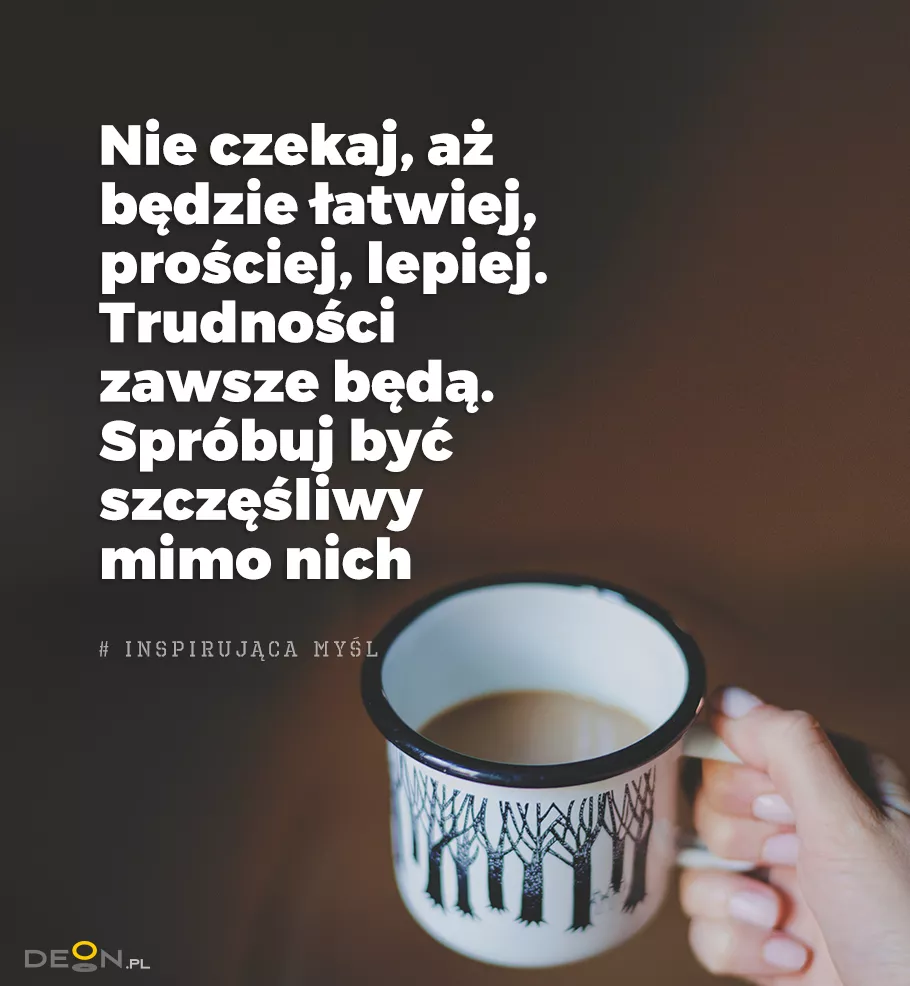 Nie czekaj, aż
będzie łatwiej,
prościej, lepiej.
Trudności
zawsze będą.
Spróbuj być
szczęśliwy
mimo nich
# INSPIRUJĄCA MYŚL
DEON.PL